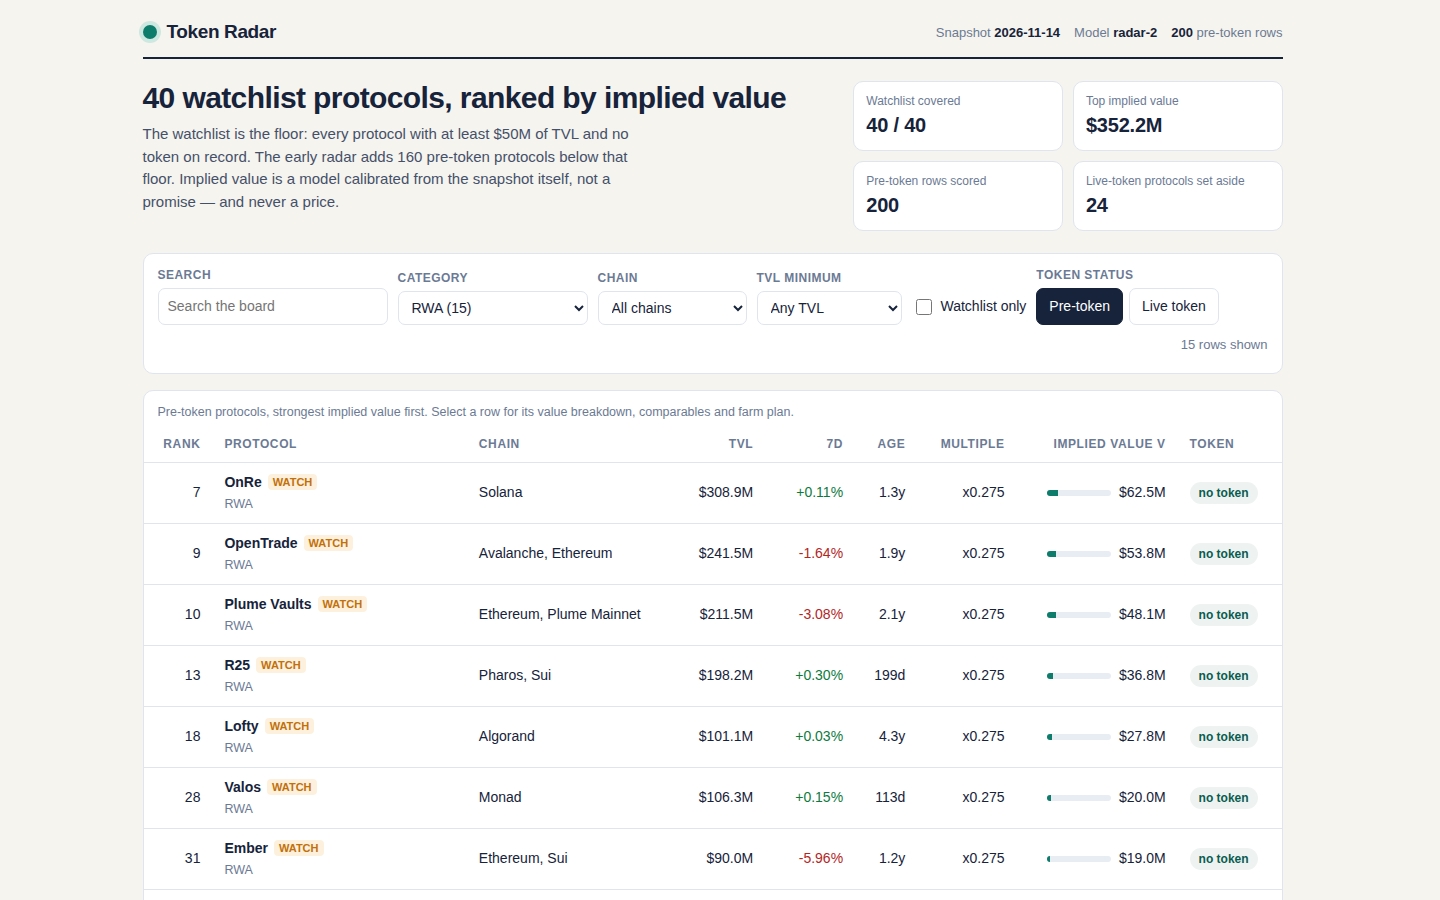 Token Radar
Snapshot 2026-11-14 Model radar-2 200 pre-token rows
40 watchlist protocols, ranked by implied value
The watchlist is the floor: every protocol with at least $50M of TVL and no
token on record. The early radar adds 160 pre-token protocols below that
floor. Implied value is a model calibrated from the snapshot itself, not a
promise — and never a price.
Watchlist covered
40 / 40
Top implied value
$352.2M
Pre-token rows scored
200
Live-token protocols set aside
24
SEARCH
Search the board
CATEGORY
RWA (15)
CHAIN
All chains
TVL MINIMUM
Any TVL
Watchlist only
TOKEN STATUS
Pre-token Live token
15 rows shown
Pre-token protocols, strongest implied value first. Select a row for its value breakdown, comparables and farm plan.
RANK PROTOCOL CHAIN TVL 7D AGE MULTIPLE IMPLIED VALUE V TOKEN
7 OnRe WATCH Solana $308.9M +0.11% 1.3y x0.275 $62.5M no token
RWA
9 OpenTrade WATCH Avalanche, Ethereum $241.5M -1.64% 1.9y x0.275 $53.8M no token
RWA
10 Plume Vaults WATCH Ethereum, Plume Mainnet $211.5M -3.08% 2.1y x0.275 $48.1M no token
RWA
13 R25 WATCH Pharos, Sui $198.2M +0.30% 199d x0.275 $36.8M no token
RWA
18 Lofty WATCH Algorand $101.1M +0.03% 4.3y x0.275 $27.8M no token
RWA
28 Valos WATCH Monad $106.3M +0.15% 113d x0.275 $20.0M no token
RWA
31 Ember WATCH Ethereum, Sui $90.0M -5.96% 1.2y x0.275 $19.0M no token
RWA